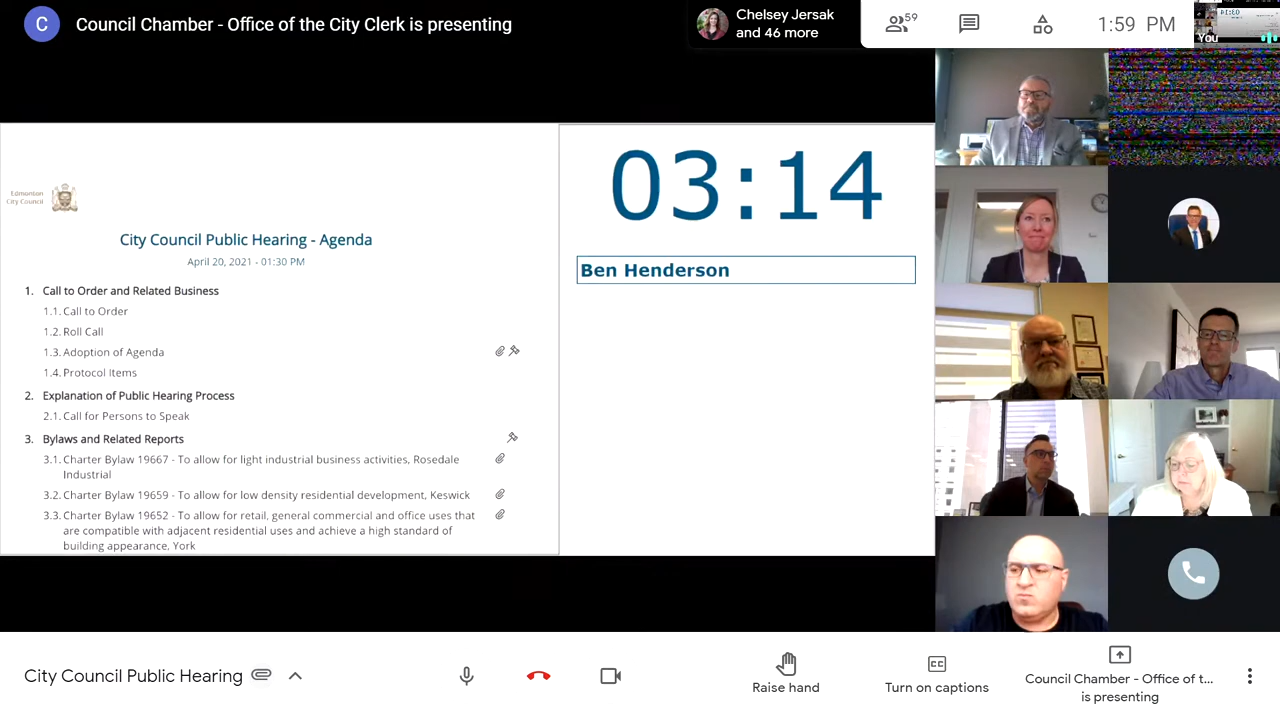 C
Council Chamber - Office of the City Clerk is presenting
Chelsey Jersak
and 46 more
59
1:59 PM
You
Edmonton
City Council
City Council Public Hearing - Agenda
April 20, 2021 - 01:30 PM
1. Call to Order and Related Business
1.1. Call to Order
1.2. Roll Call
1.3. Adoption of Agenda
1.4. Protocol Items
2. Explanation of Public Hearing Process
2.1. Call for Persons to Speak
3. Bylaws and Related Reports
3.1. Charter Bylaw 19667 - To allow for light industrial business activities, Rosedale
Industrial
3.2. Charter Bylaw 19659 - To allow for low density residential development, Keswick
3.3. Charter Bylaw 19652 - To allow for retail, general commercial and office uses that
are compatible with adjacent residential uses and achieve a high standard of
building appearance, York
03:14
Ben Henderson
City Council Public Hearing
Raise hand
CC
Turn on captions
Council Chamber - Office of t...
is presenting